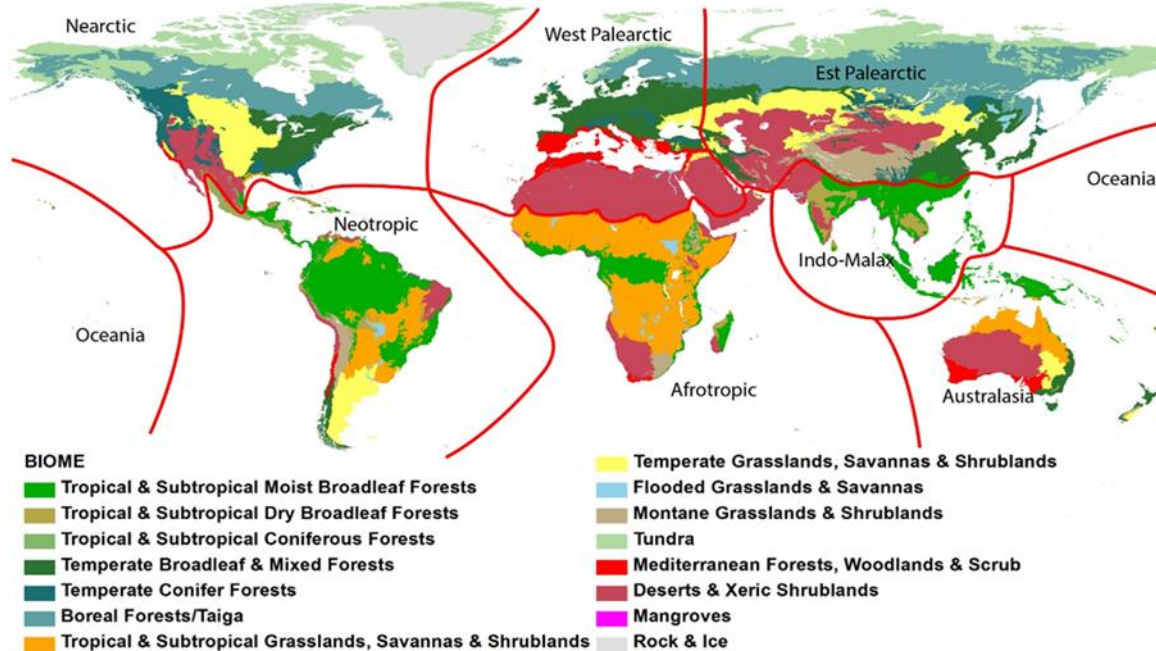 Nearctic
West Palearctic
Est Palearctic
Oceania
Neotropic
Indo-Malax
Oceania
Afrotropic
Australasia
BIOME
Tropical & Subtropical Moist Broadleaf Forests
Tropical & Subtropical Dry Broadleaf Forests
Tropical & Subtropical Coniferous Forests
Temperate Broadleaf & Mixed Forests
Temperate Conifer Forests
Boreal Forests/Taiga
Tropical & Subtropical Grasslands, Savannas & Shrublands
Temperate Grasslands, Savannas & Shrublands
Flooded Grasslands & Savannas
Montane Grasslands & Shrublands
Tundra
Mediterranean Forests, Woodlands & Scrub
Deserts & Xeric Shrublands
Mangroves
Rock & Ice